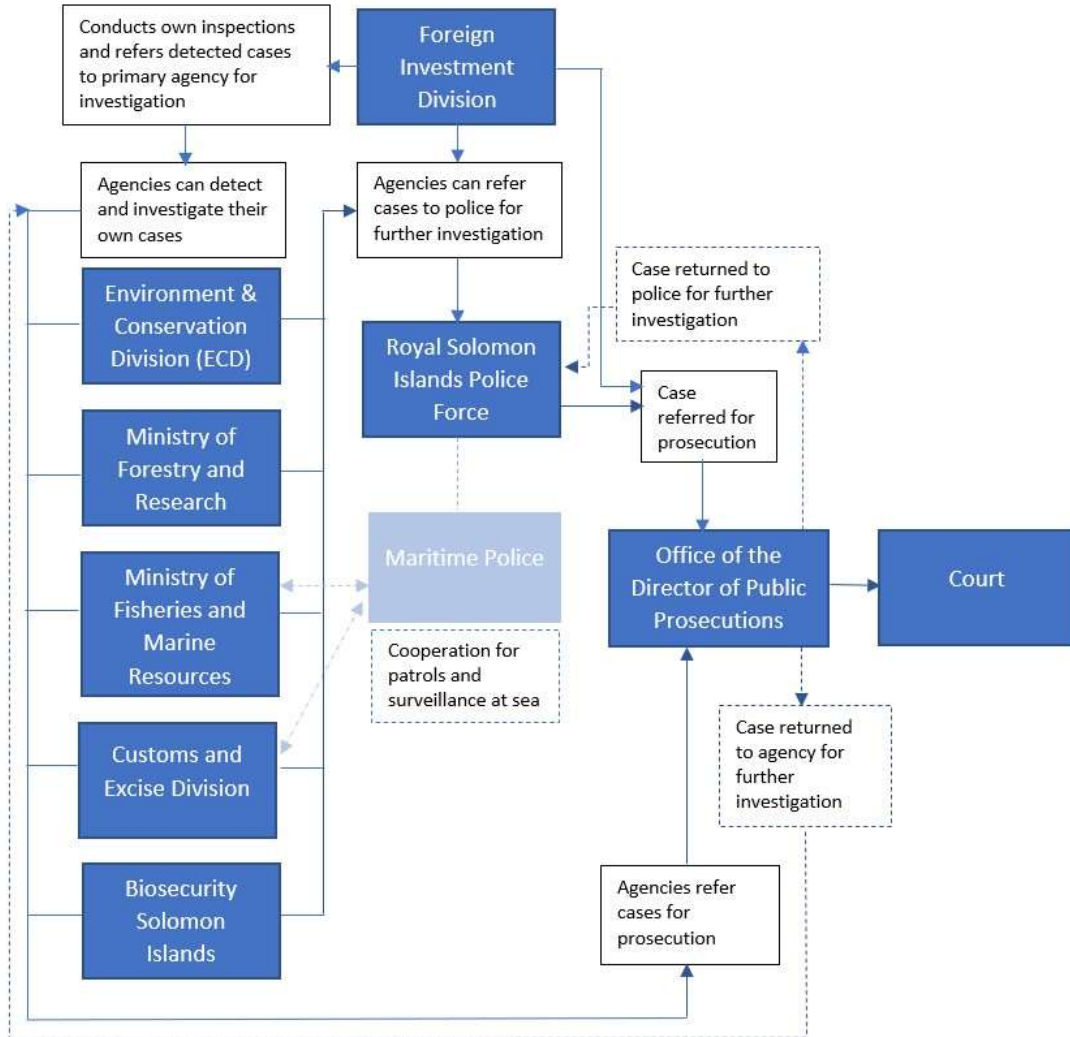 Conducts own inspections
and refers detected cases
to primary agency for
investigation
Foreign
Investment
Division
Agencies can detect
and investigate their
own cases
Agencies can refer
cases to police for
further investigation
Case returned to
police for further
investigation
Environment &
Conservation
Division (ECD)
Royal Solomon
Islands Police
Force
Case
referred for
prosecution
Ministry of
Forestry and
Research
Maritime Police
Office of the
Director of Public
Prosecutions
Court
Ministry of
Fisheries and
Marine
Resources
Cooperation for
patrols and
surveillance at sea
Customs and
Excise Division
Case returned
to agency for
further
investigation
Biosecurity
Solomon
Islands
Agencies refer
cases for
prosecution